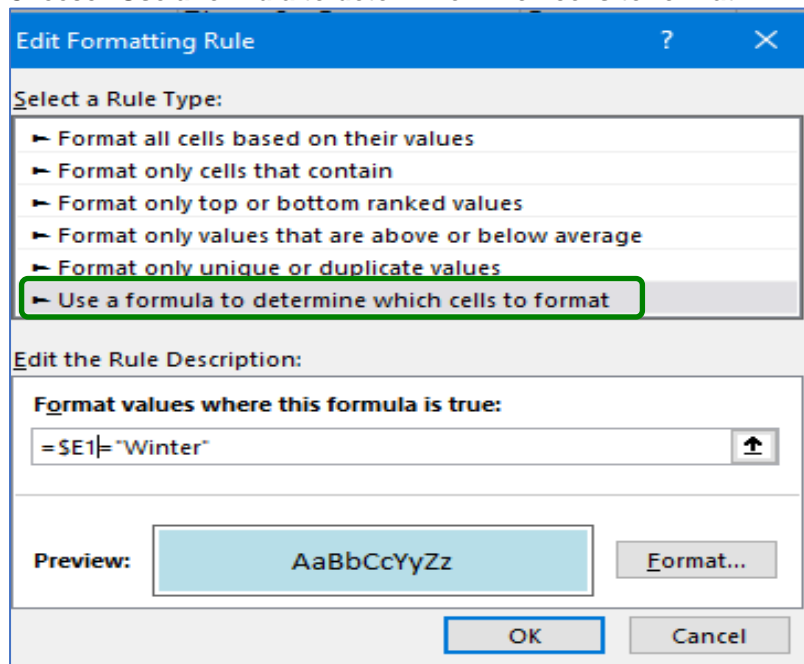 Edit Formatting Rule ? ×
Select a Rule Type:
► Format all cells based on their values
► Format only cells that contain
► Format only top or bottom ranked values
► Format only values that are above or below average
► Format only unique or duplicate values
► Use a formula to determine which cells to format
Edit the Rule Description:
Format values where this formula is true:
=$E1="Winter"
Preview: AaBbCcYyZz Format...
OK Cancel